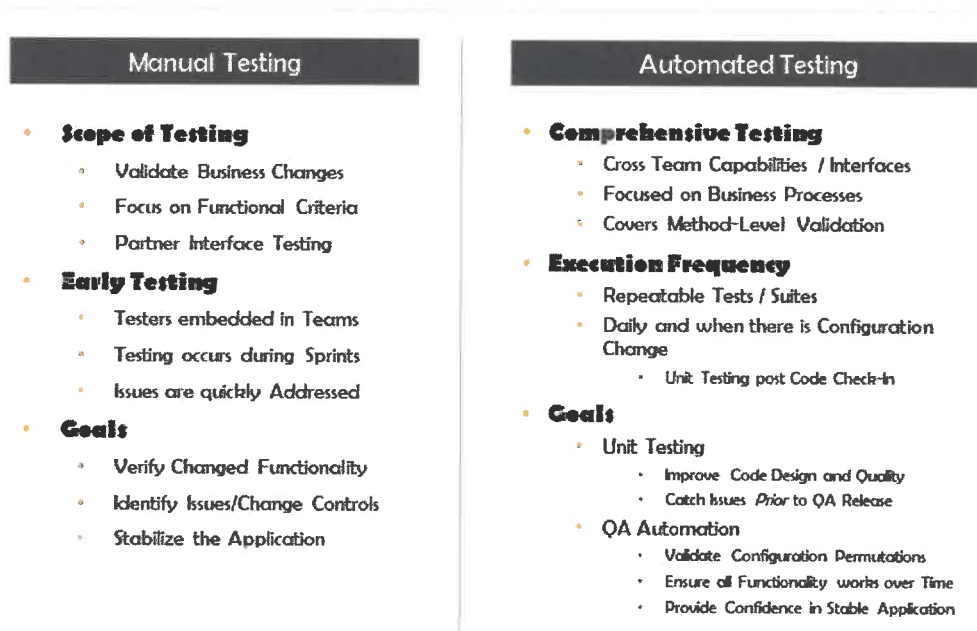 Manual Testing
Scope of Testing
Validate Business Changes
Focus on Functional Criteria
Partner Interface Testing
Early Testing
Testers embedded in Teams
Testing occurs during Sprints
Issues are quickly Addressed
Goals
Verify Changed Functionality
Identify Issues/Change Controls
Stabilize the Application
Automated Testing
Comprehensive Testing
Cross Team Capabilities / Interfaces
Focused on Business Processes
Covers Method-Level Validation
Execution Frequency
Repeatable Tests / Suites
Daily and when there is Configuration
Change
Unit Testing post Code Check-In
Goals
Unit Testing
Improve Code Design and Quality
Catch Issues Prior to QA Release
QA Automation
Validate Configuration Permutations
Ensure all Functionality works over Time
Provide Confidence in Stable Application